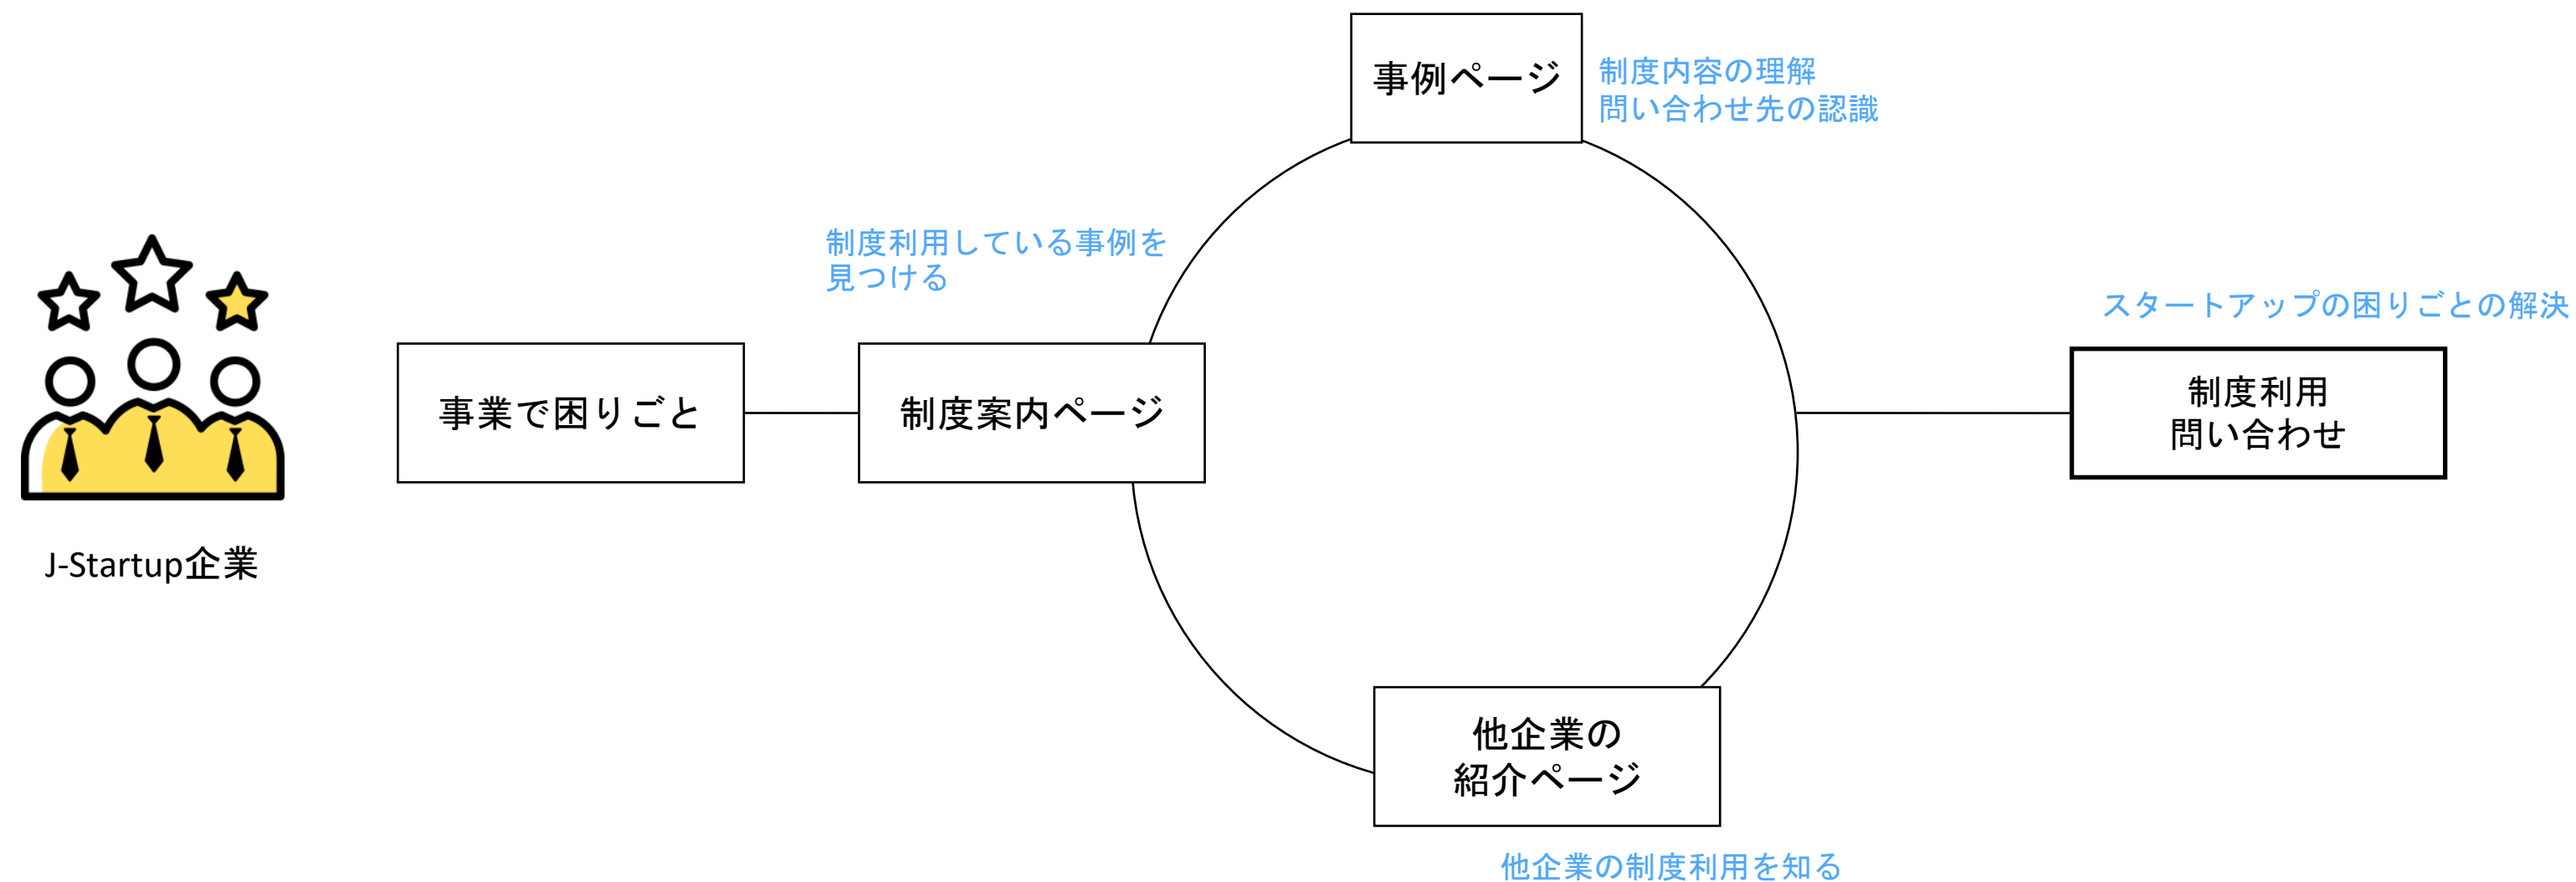 事例ページ
制度内容の理解
問い合わせ先の認識
制度利用している事例を
見つける
スタートアップの困りごとの解決
事業で困りごと
制度案内ページ
制度利用
問い合わせ
J-Startup企業
他企業の
紹介ページ
他企業の制度利用を知る